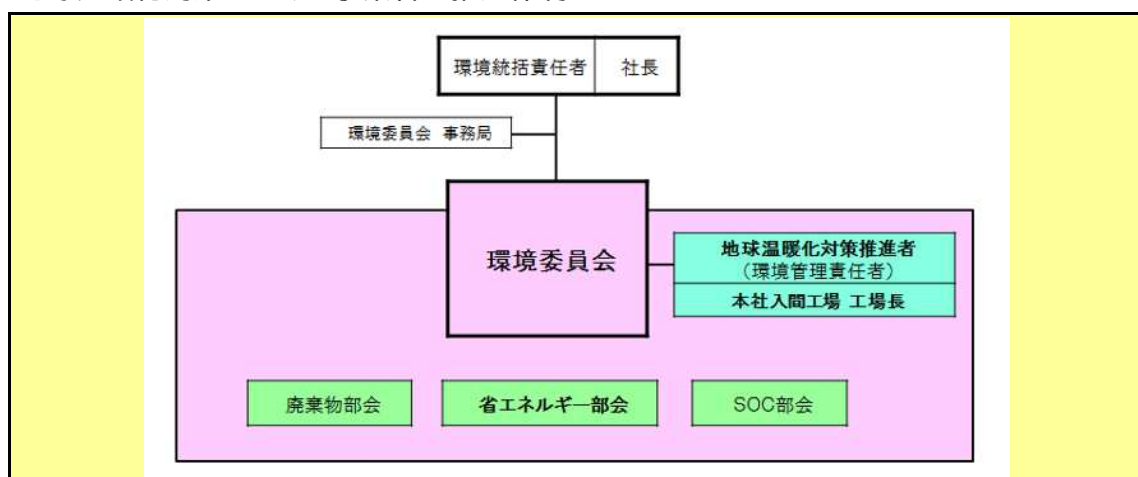 環境統括責任者 社長
環境委員会 事務局
環境委員会
地球温暖化対策推進者
(環境管理責任者)
本社入間工場 工場長
廃棄物部会
省エネルギー部会
SOC部会